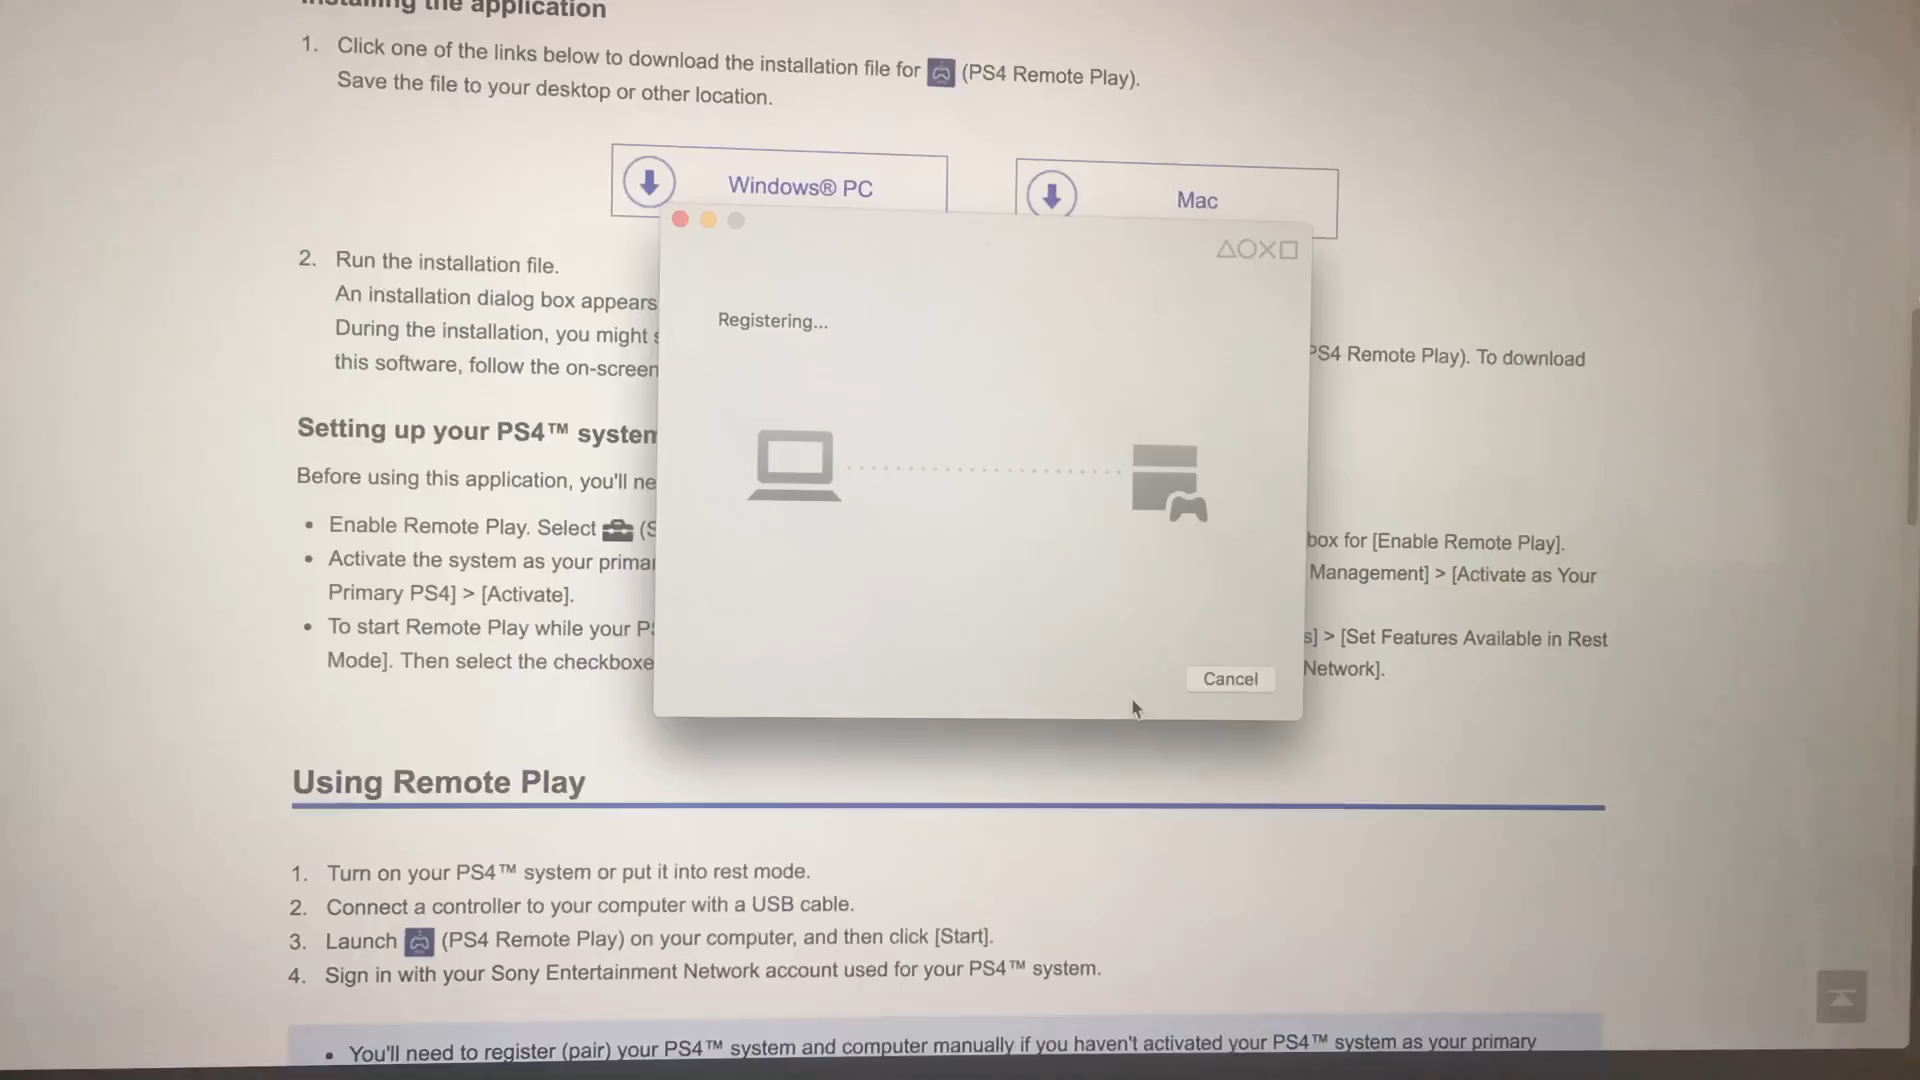 Installing the application
1. Click one of the links below to download the installation file for (PS4 Remote Play).
Save the file to your desktop or other location.
Windows® PC
Mac
2. Run the installation file.
An installation dialog box appears
During the installation, you might s
PS4 Remote Play). To download
this software, follow the on-screen
Registering...
Setting up your PS4™ system
Before using this application, you'll ne
• Enable Remote Play. Select (S
box for [Enable Remote Play].
• Activate the system as your primar
Management] > [Activate as Your
Primary PS4] > [Activate].
• To start Remote Play while your PS
s] > [Set Features Available in Rest
Mode]. Then select the checkboxe
Network].
Cancel
Using Remote Play
1. Turn on your PS4™ system or put it into rest mode.
2. Connect a controller to your computer with a USB cable.
3. Launch (PS4 Remote Play) on your computer, and then click [Start].
4. Sign in with your Sony Entertainment Network account used for your PS4™ system.
• You'll need to register (pair) your PS4™ system and computer manually if you haven't activated your PS4™ system as your primary